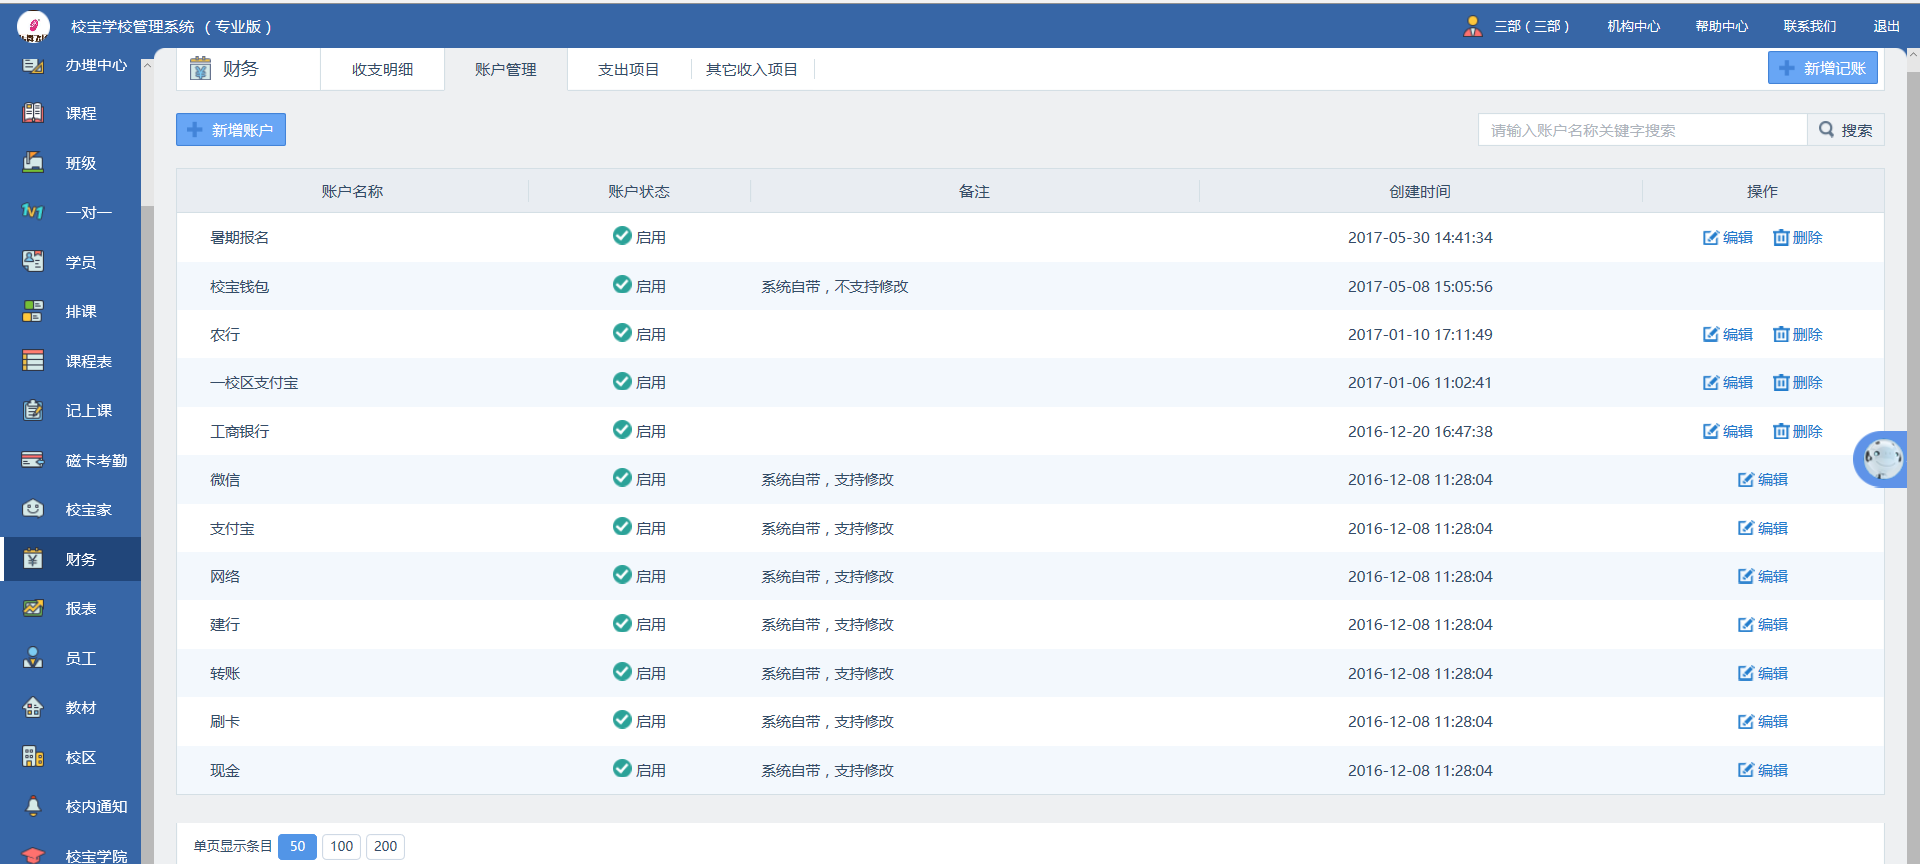 校宝学校管理系统 （ 专业版 ）
三部 ( 三部 )
机构中心
帮助中心
联系我们
退出
办理中心
课程
班级
一对一
学员
排课
课程表
记上课
磁卡考勤
校宝家
财务
报表
员工
教材
校区
校内通知
校宝学院
财务
收支明细
账户管理
支出项目
其它收入项目
新增记账
新增账户
请输入账户名称关键字搜索
搜索
账户名称 账户状态 备注 创建时间 操作
暑期报名 启用 2017-05-30 14:41:34 编辑 删除
校宝钱包 启用 系统自带，不支持修改 2017-05-08 15:05:56
农行 启用 2017-01-10 17:11:49 编辑 删除
一校区支付宝 启用 2017-01-06 11:02:41 编辑 删除
工商银行 启用 2016-12-20 16:47:38 编辑 删除
微信 启用 系统自带，支持修改 2016-12-08 11:28:04 编辑
支付宝 启用 系统自带，支持修改 2016-12-08 11:28:04 编辑
网络 启用 系统自带，支持修改 2016-12-08 11:28:04 编辑
建行 启用 系统自带，支持修改 2016-12-08 11:28:04 编辑
转账 启用 系统自带，支持修改 2016-12-08 11:28:04 编辑
刷卡 启用 系统自带，支持修改 2016-12-08 11:28:04 编辑
现金 启用 系统自带，支持修改 2016-12-08 11:28:04 编辑
单页显示条目 50 100 200